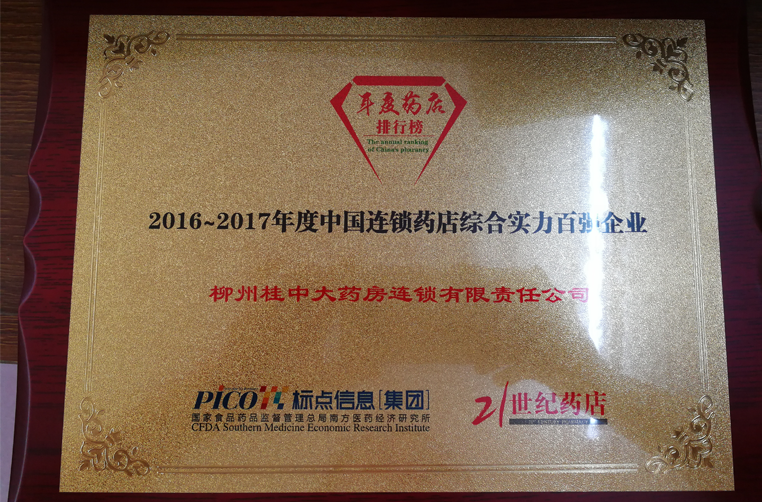 年度药店
排行榜
The annual ranking
of China's pharmacy
2016~2017年度中国连锁药店综合实力百强企业
柳州桂中大药房连锁有限责任公司
PICO 标点信息[集团]
国家食品药品监督管理总局南方医药经济研究所
CFDA Southern Medicine Economic Research Institute
21世纪药店